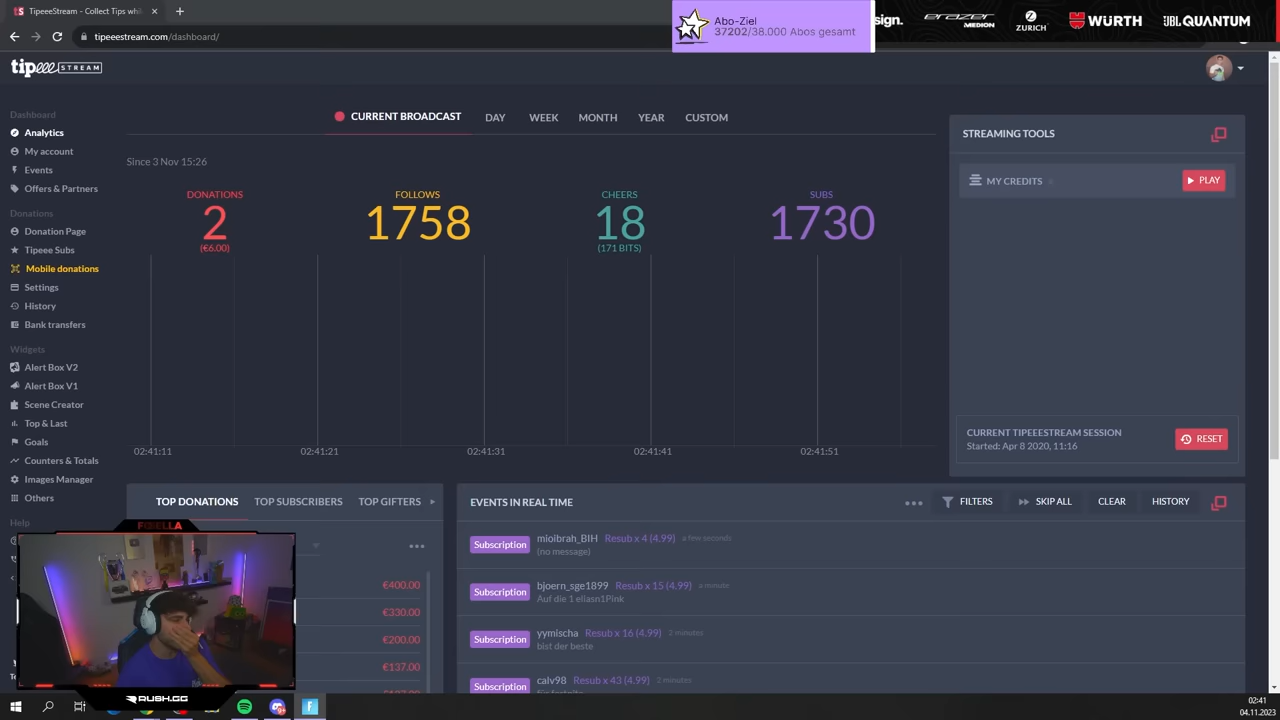 TipeeeStream - Collect Tips whi
tipeeestream.com/dashboard/
Abo-Ziel
37202/38.000 Abos gesamt
sign.
erazer
MEDION
ZURICH
WÜRTH
JBL QUANTUM
tipeee STREAM
Dashboard
Analytics
My account
Events
Offers & Partners
Donations
Donation Page
Tipeee Subs
Mobile donations
Settings
History
Bank transfers
Widgets
Alert Box V2
Alert Box V1
Scene Creator
Top & Last
Goals
Counters & Totals
Images Manager
Others
Help
CURRENT BROADCAST DAY WEEK MONTH YEAR CUSTOM
Since 3 Nov 15:26
DONATIONS
2
(€6.00)
FOLLOWS
1758
CHEERS
18
(171 BITS)
SUBS
1730
02:41:11 02:41:21 02:41:31 02:41:41 02:41:51
STREAMING TOOLS
MY CREDITS
PLAY
CURRENT TIPEEESTREAM SESSION
Started: Apr 8 2020, 11:16
RESET
TOP DONATIONS TOP SUBSCRIBERS TOP GIFTERS
€400.00
€330.00
€200.00
€137.00
EVENTS IN REAL TIME
FILTERS SKIP ALL CLEAR HISTORY
Subscription mioibrah_BIH Resub x 4 (4.99) a few seconds
(no message)
Subscription bjoern_sge1899 Resub x 15 (4.99) a minute
Auf die 1 eliasn1Pink
Subscription yymischa Resub x 16 (4.99) 2 minutes
bist der beste
Subscription calv98 Resub x 43 (4.99) 2 minutes
RUSH.GG
02:41
04.11.2023